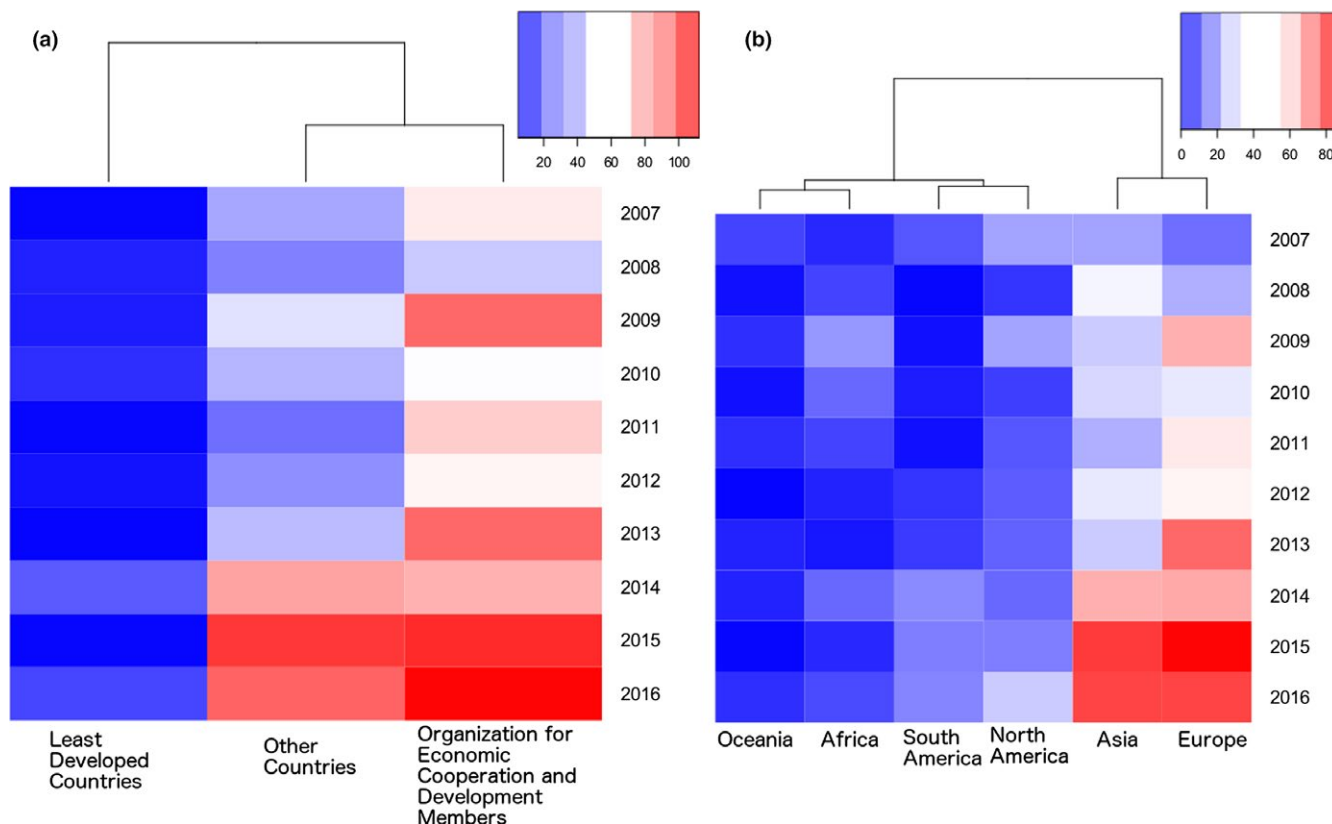 (a)
20 40 60 80 100
2007
2008
2009
2010
2011
2012
2013
2014
2015
2016
Least
Developed
Countries
Other
Countries
Organization for
Economic
Cooperation and
Development
Members
(b)
0 20 40 60 80
2007
2008
2009
2010
2011
2012
2013
2014
2015
2016
Oceania
Africa
South
America
North
America
Asia
Europe